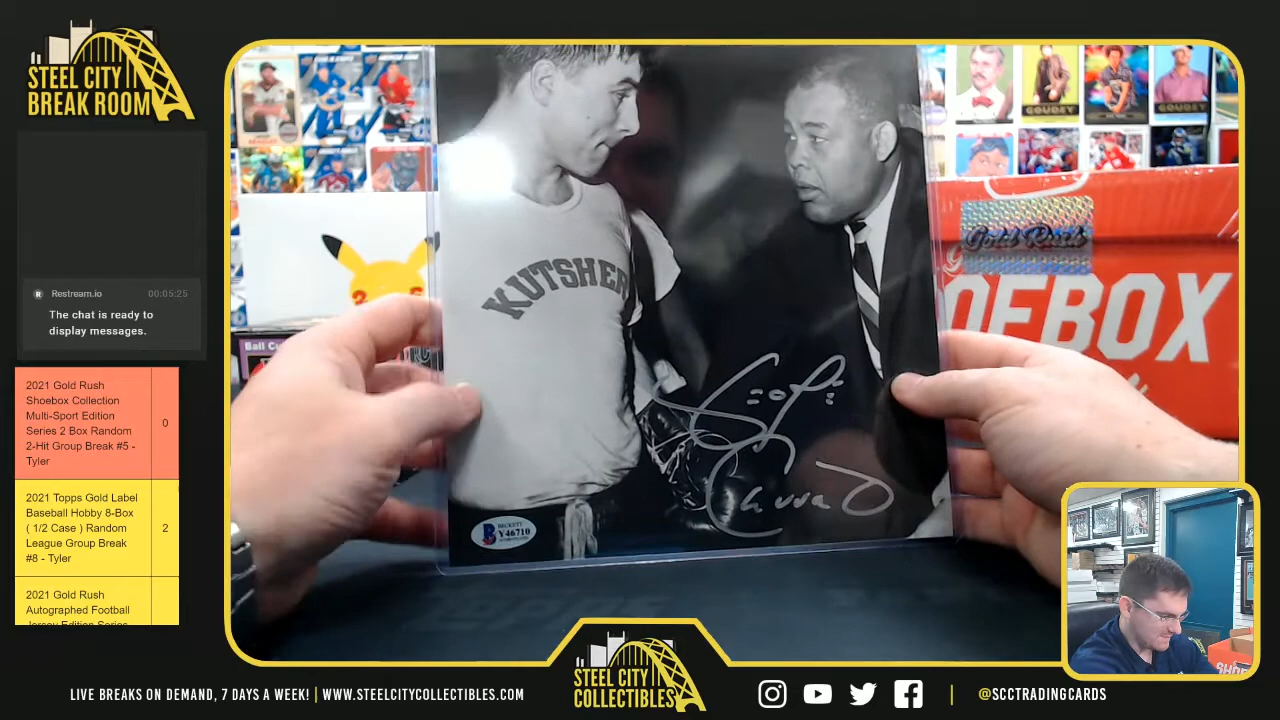 STEEL CITY
BREAK ROOM
Restream.io 00:05:25
The chat is ready to
display messages.
2021 Gold Rush
Shoebox Collection
Multi-Sport Edition
Series 2 Box Random
2-Hit Group Break #5 -
Tyler
0
2021 Topps Gold Label
Baseball Hobby 8-Box
( 1/2 Case ) Random
League Group Break
#8 - Tyler
2
2021 Gold Rush
Autographed Football
Jersey Edition Series
KUTSHER
BECKETT
Y46710
GOUDEY
GOUDEY
Gold Rush
OEBOX
STEEL CITY
COLLECTIBLES
LIVE BREAKS ON DEMAND, 7 DAYS A WEEK! | WWW.STEELCITYCOLLECTIBLES.COM
| @SCCTRADINGCARDS